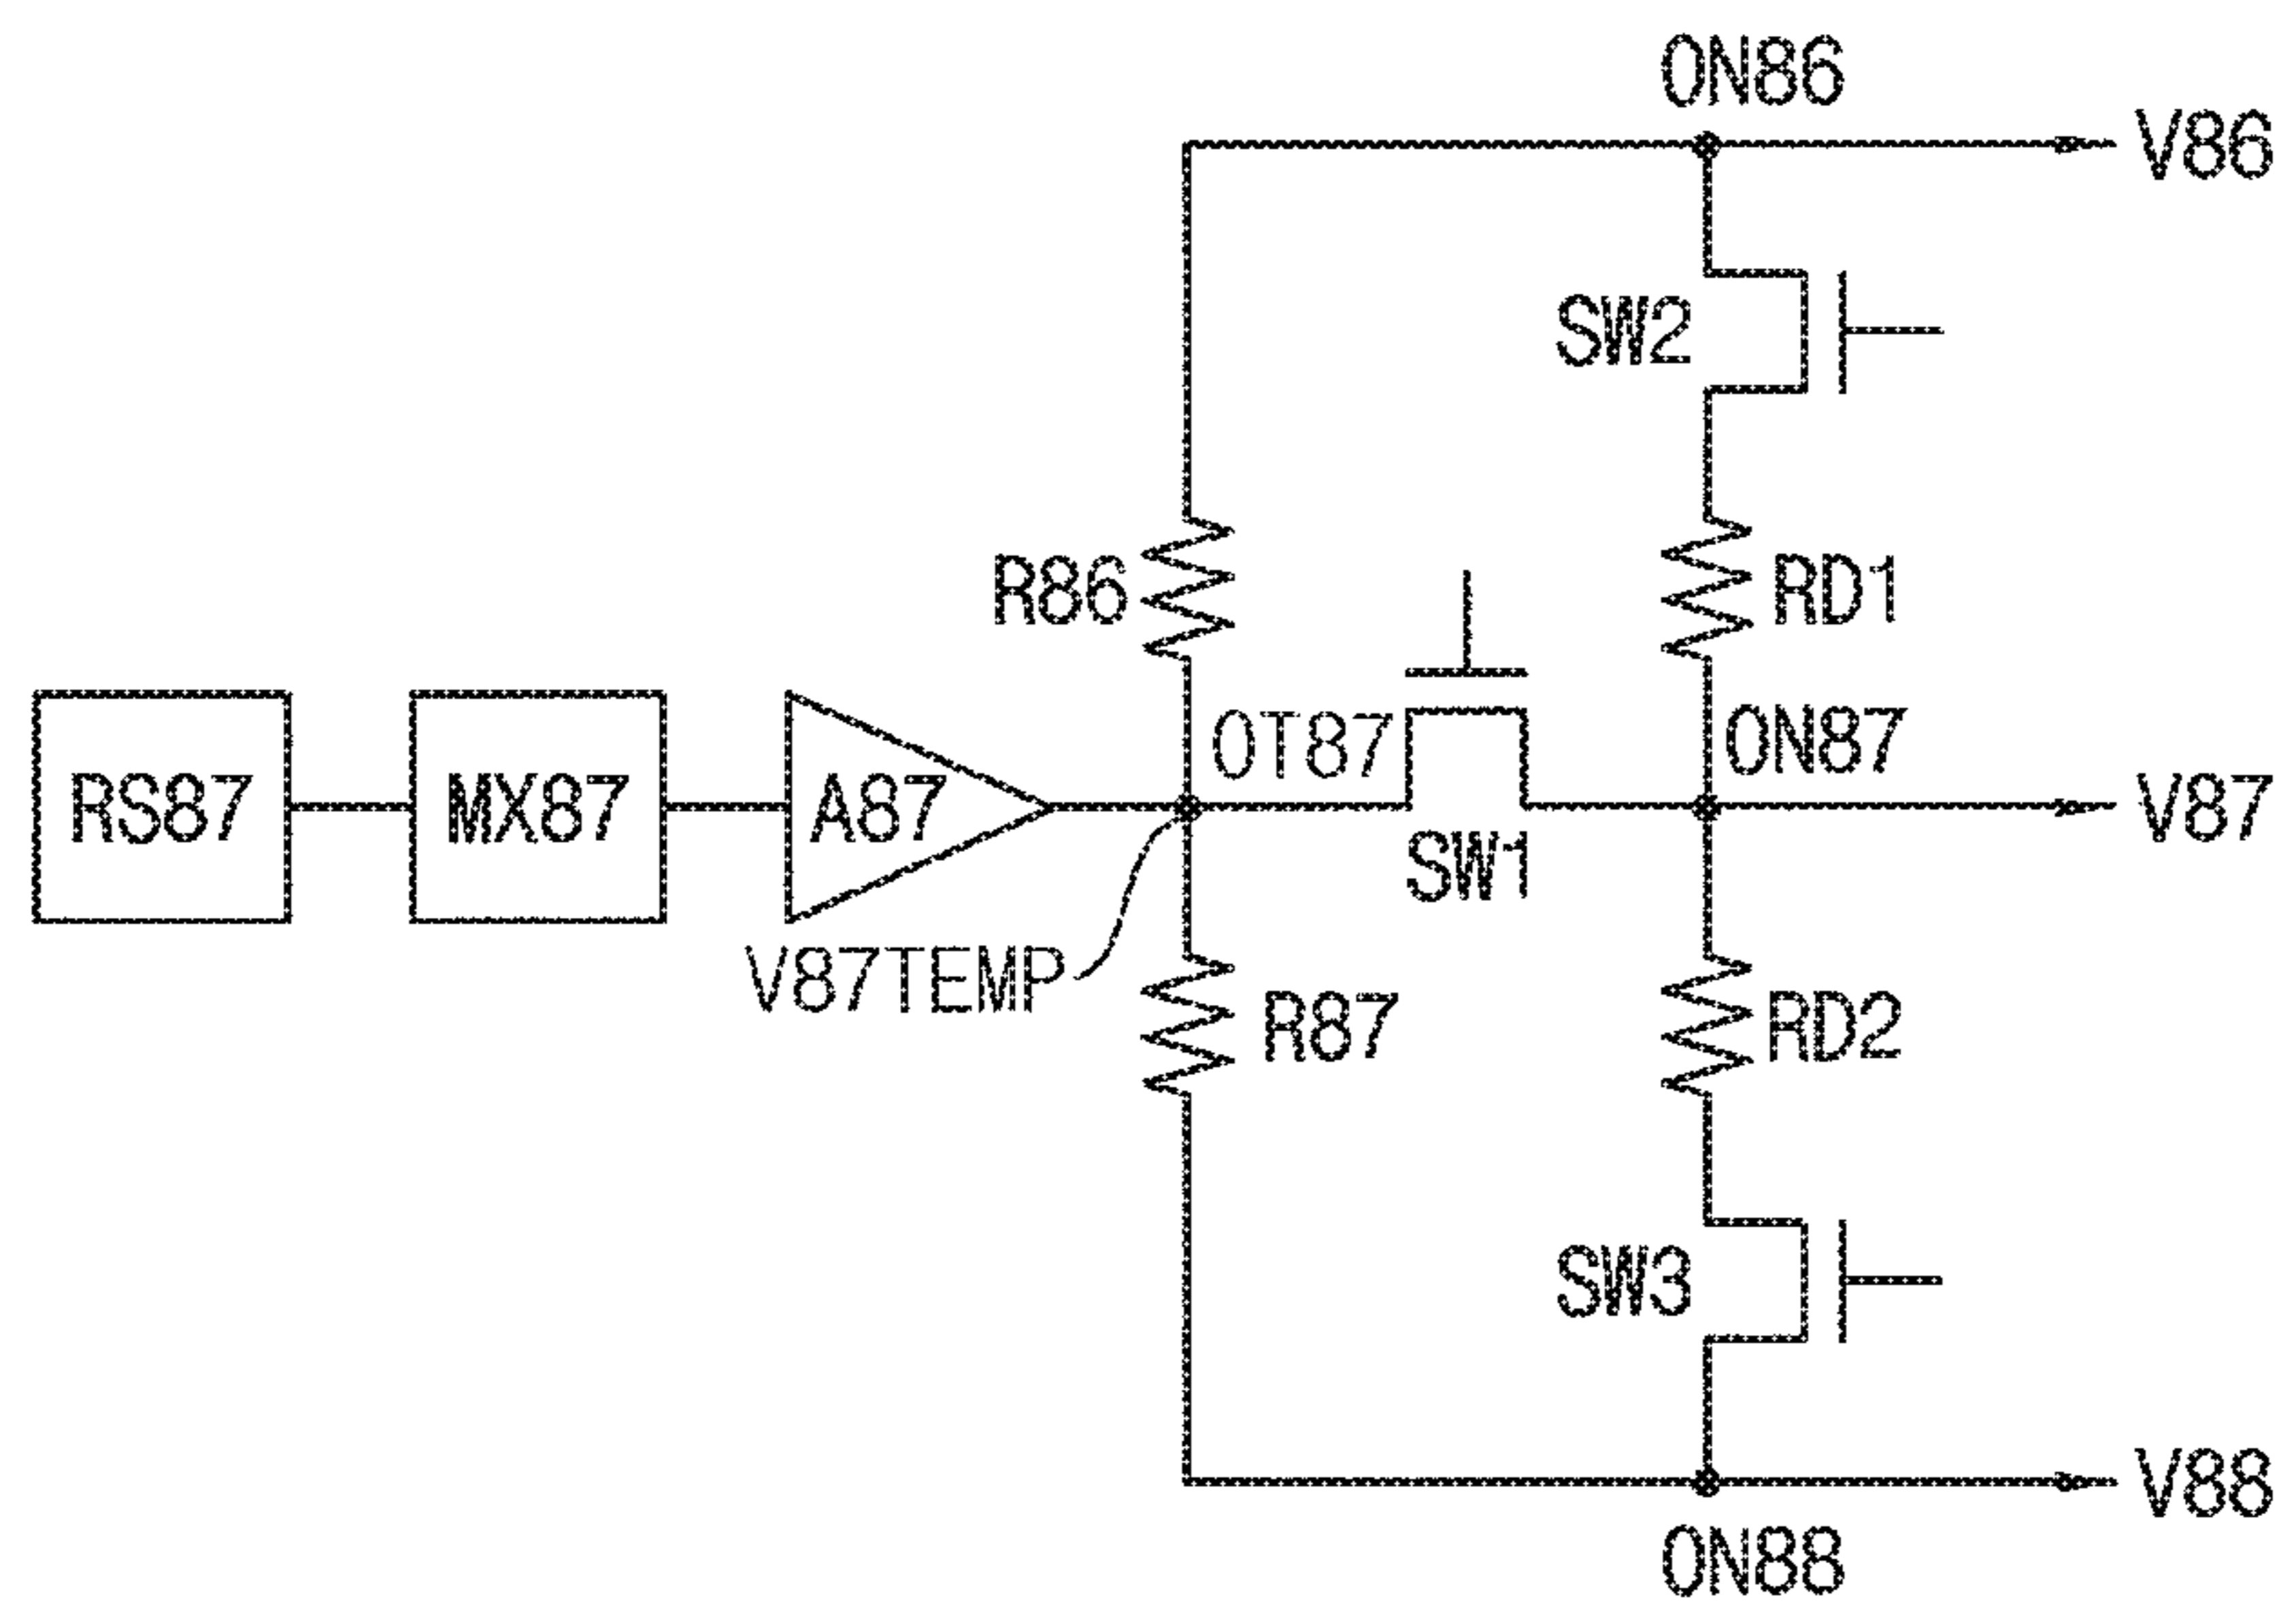 ON86
V86
SW2
R86
RD1
OT87
ON87
RS87
MX87
A87
V87
SW1
V87TEMP
R87
RD2
SW3
V88
ON88